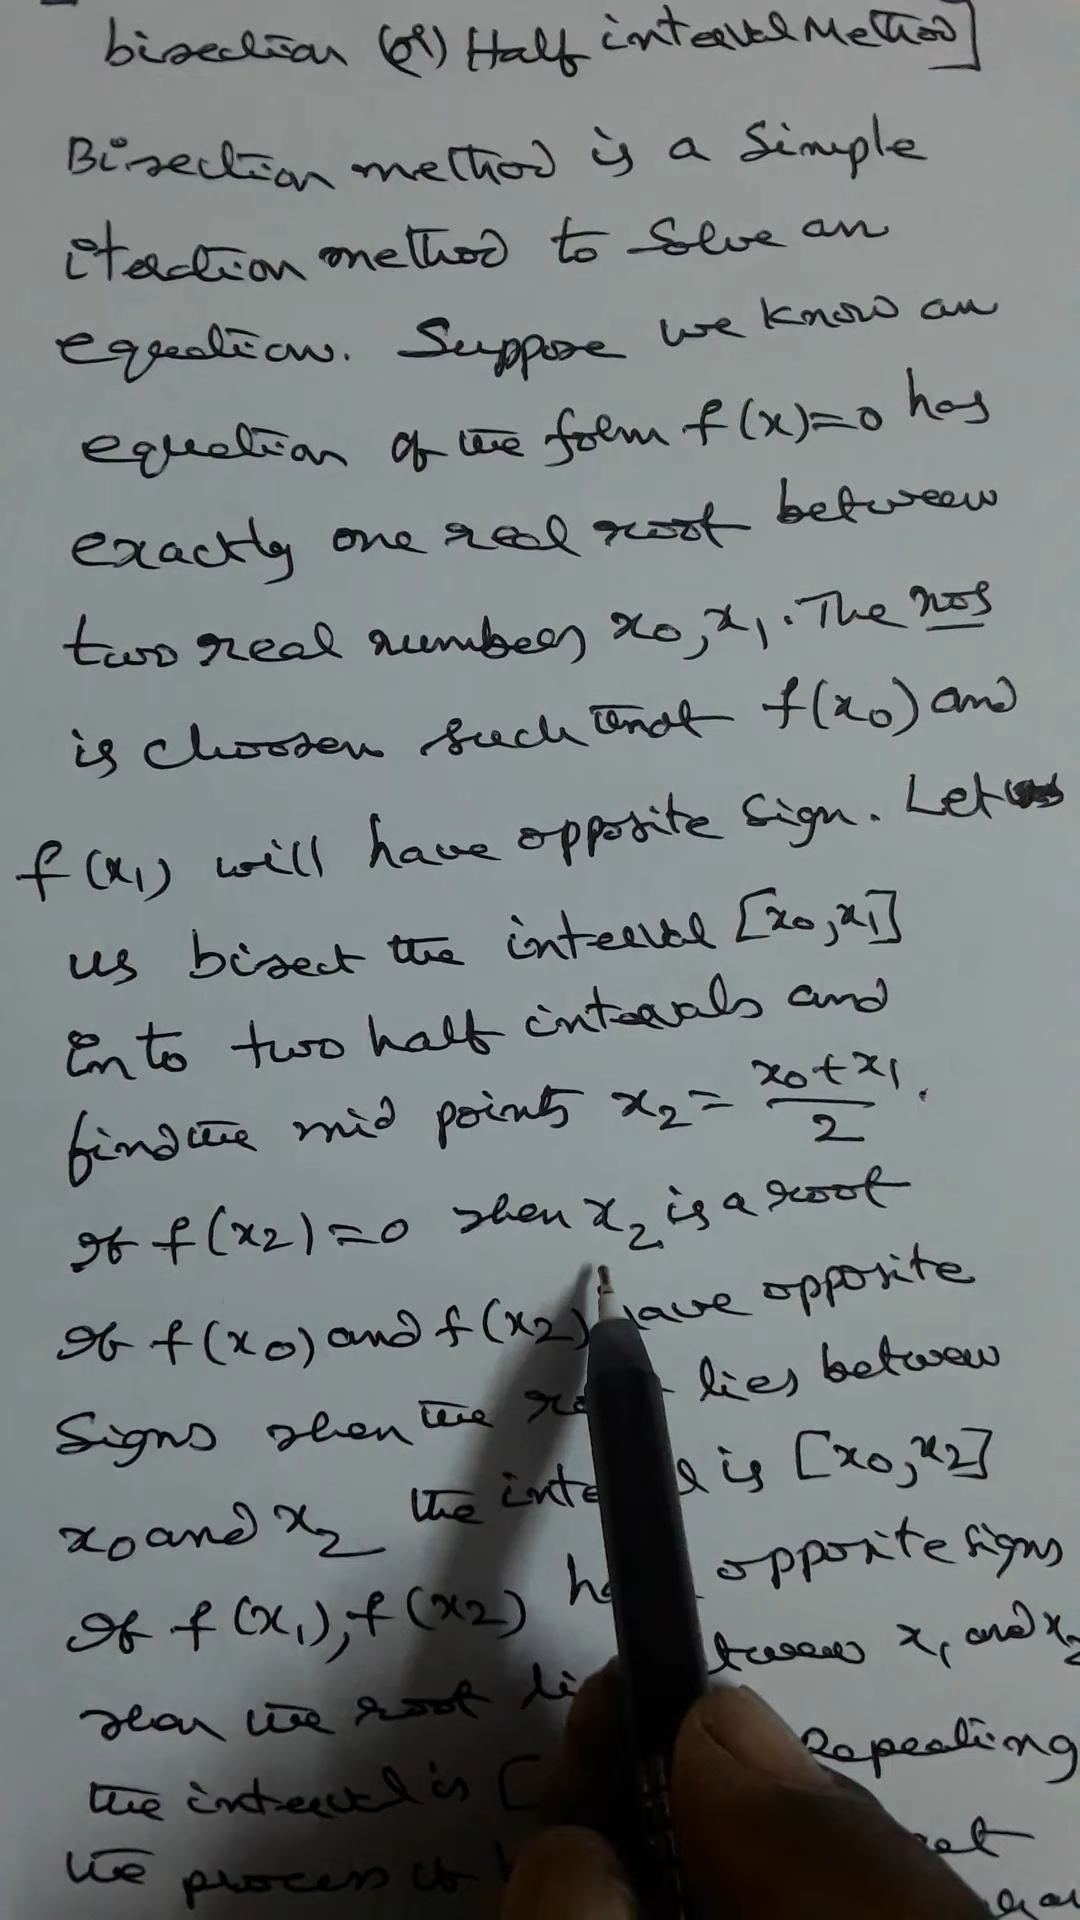 bisection (or) Half interval Method]
Bisection method is a Simple
iteration method to Solve an
equation. Suppose we know an
equation of the form f(x)=0 has
exactly one real root between
two real numbers x0, x1. The nos
is choosen such that f(x0) and
f(x1) will have opposite Sign. Let
us bisect the interval [x0, x1]
into two half intervals and
find the mid points x2 = (x0+x1)/2.
If f(x2)=0 then x2 is a root
If f(x0) and f(x2) have opposite
Signs then the lies between
x0 and x2 the is [x0, x2]
If f(x1), f(x2) opposite signs
then the root x1 and x2
the interval is [ Repeating
the process